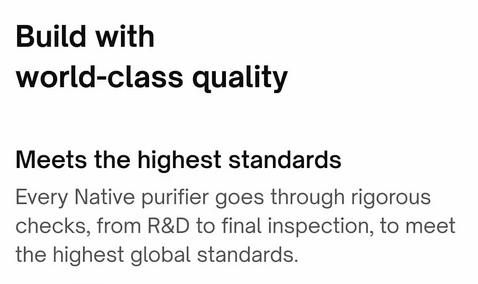 Build with
world-class quality
Meets the highest standards
Every Native purifier goes through rigorous
checks, from R&D to final inspection, to meet
the highest global standards.